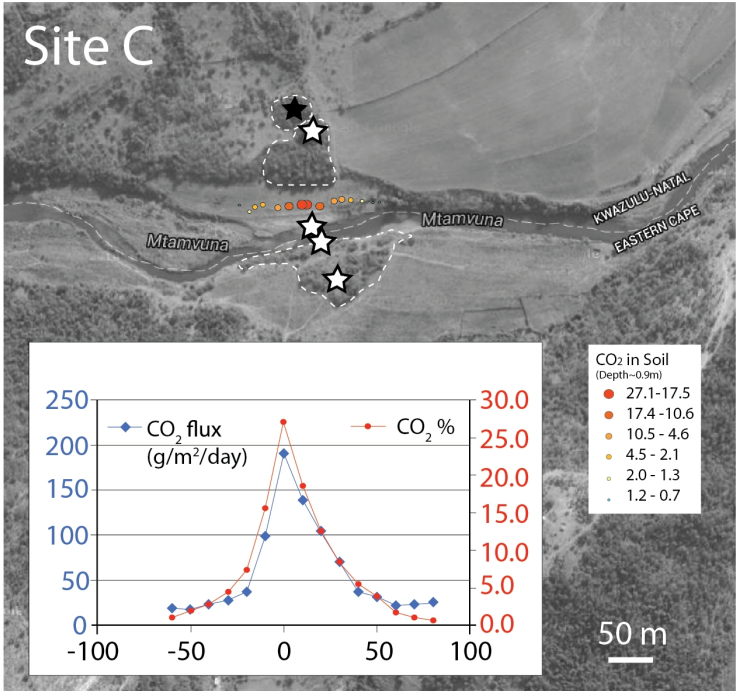 Site C
KWAZULU-NATAL
Mtamvuna
Mtamvuna
EASTERN CAPE
CO2 in Soil
(Depth~0.9m)
27.1-17.5
17.4 -10.6
10.5 - 4.6
4.5 - 2.1
2.0 - 1.3
1.2 - 0.7
250
200
150
100
50
0
CO2 flux
(g/m2/day)
CO2 %
30.0
25.0
20.0
15.0
10.0
5.0
0.0
-100
-50
0
50
100
50 m